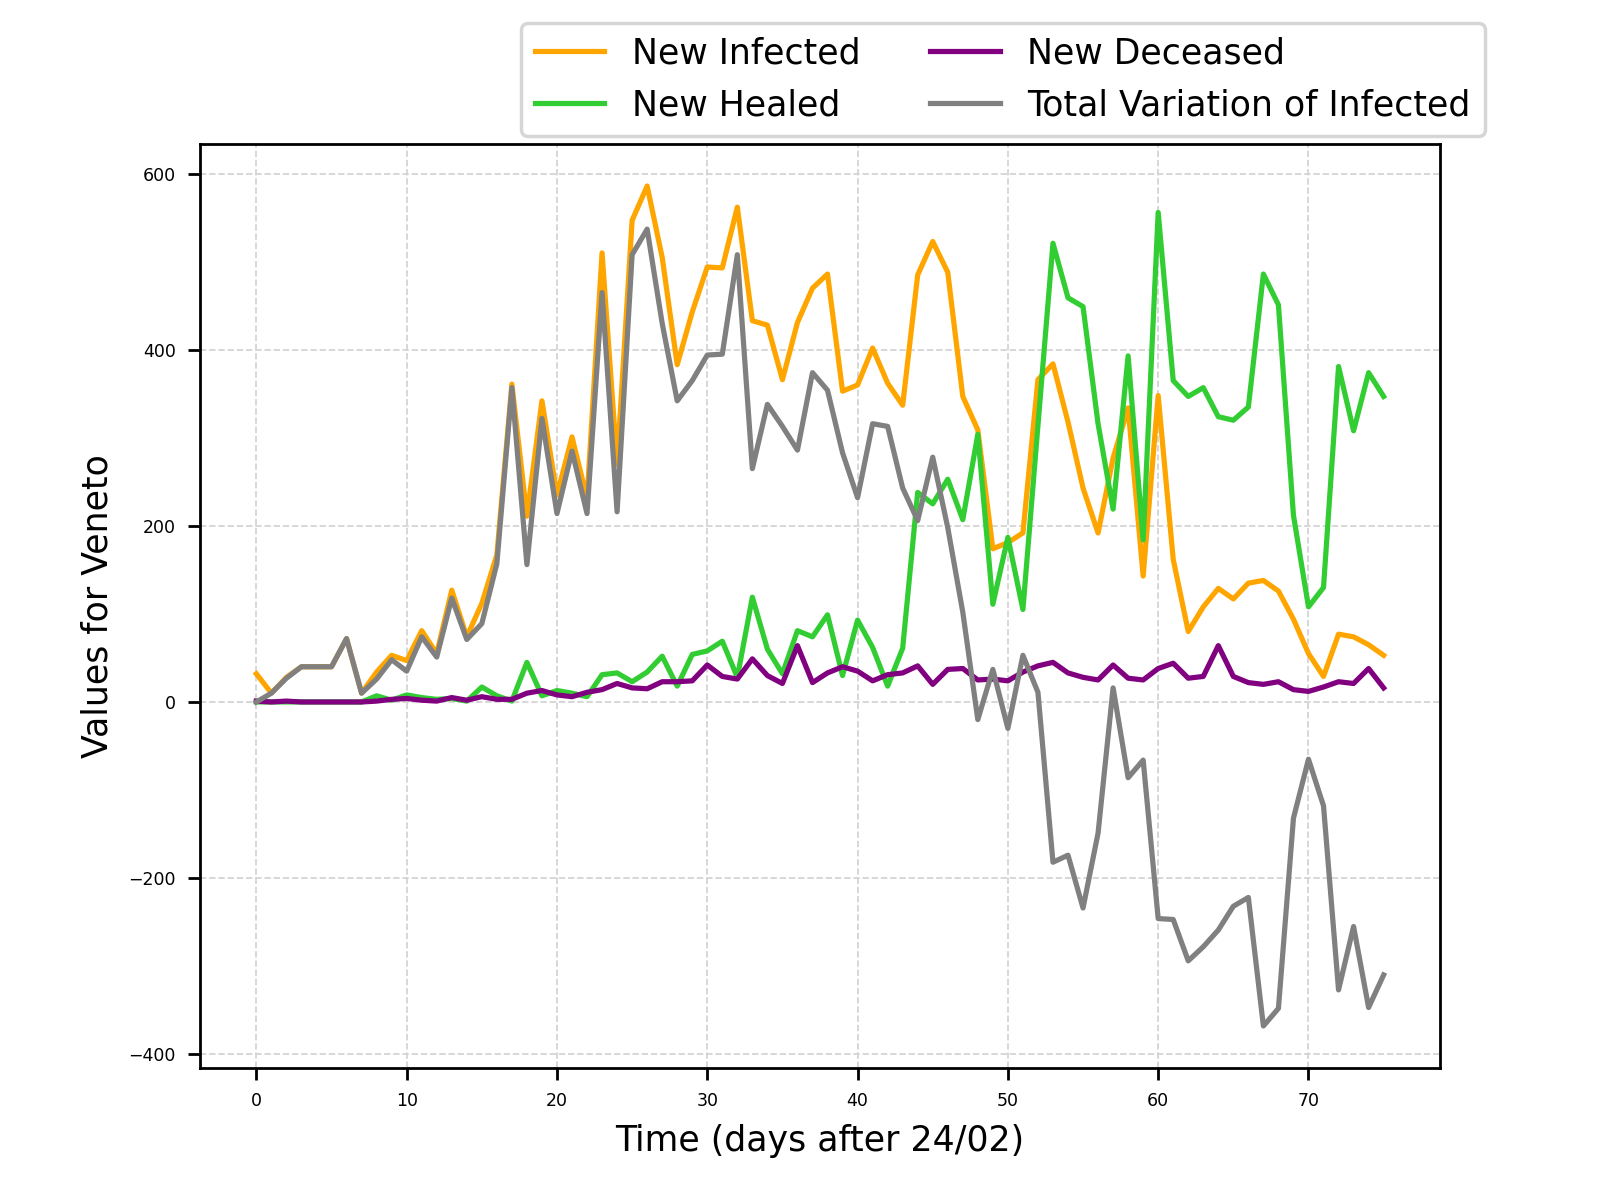 New Infected New Deceased
New Healed Total Variation of Infected
600
400
200
0
−200
−400
Values for Veneto
0 10 20 30 40 50 60 70
Time (days after 24/02)